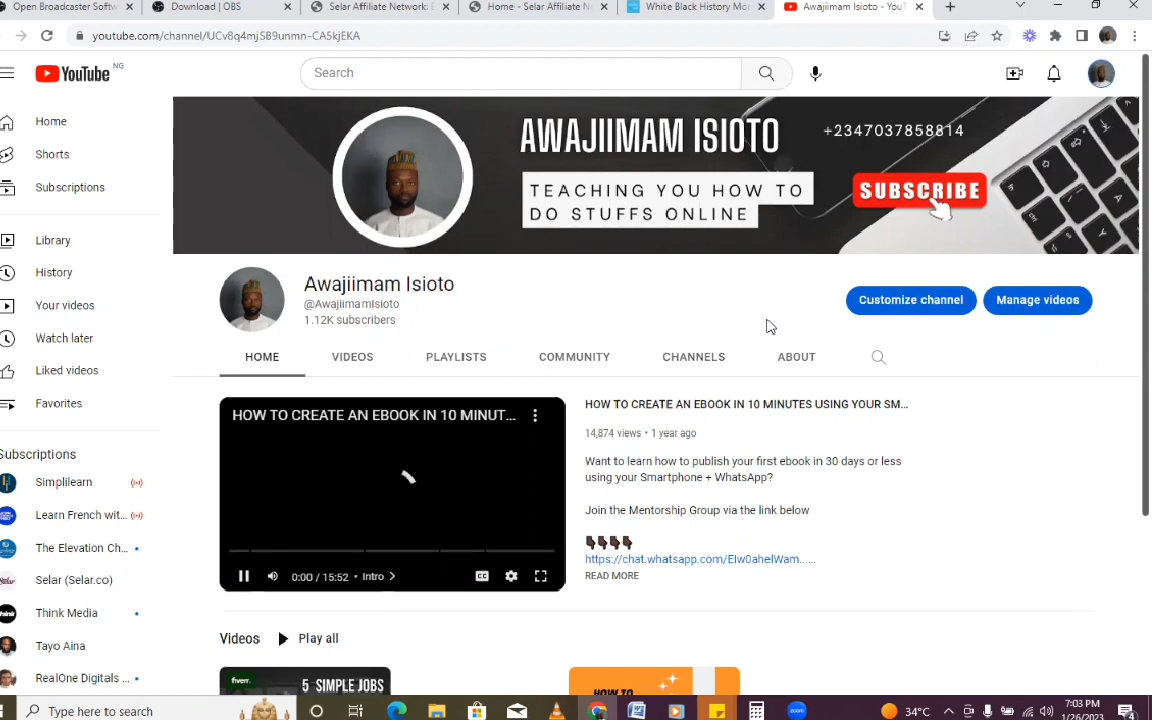 Open Broadcaster Softw
Download | OBS
Selar Affiliate Network: E
Home - Selar Affiliate N
White Black History Mo
Awajiimam Isioto - YouT
youtube.com/channel/UCv8q4mjSB9unmn-CA5kjEKA
YouTube NG
Search
AWAJIIMAM ISIOTO
+2347037858814
TEACHING YOU HOW TO
DO STUFFS ONLINE
SUBSCRIBE
Home
Shorts
Subscriptions
Library
History
Your videos
Watch later
Liked videos
Favorites
Subscriptions
Simplilearn
Learn French wit...
The Elevation Ch...
Selar (Selar.co)
Think Media
Tayo Aina
RealOne Digitals ...
Awajiimam Isioto
@AwajiimamIsioto
1.12K subscribers
Customize channel
Manage videos
HOME
VIDEOS
PLAYLISTS
COMMUNITY
CHANNELS
ABOUT
HOW TO CREATE AN EBOOK IN 10 MINUT...
0:00 / 15:52 • Intro
CC
HOW TO CREATE AN EBOOK IN 10 MINUTES USING YOUR SM...
14,874 views • 1 year ago
Want to learn how to publish your first ebook in 30 days or less
using your Smartphone + WhatsApp?
Join the Mentorship Group via the link below
https://chat.whatsapp.com/EIw0aheIWam......
READ MORE
Videos
Play all
fiverr.
5 SIMPLE JOBS
HOW TO
Type here to search
zoom
34°C
7:03 PM
1/26/2023
4